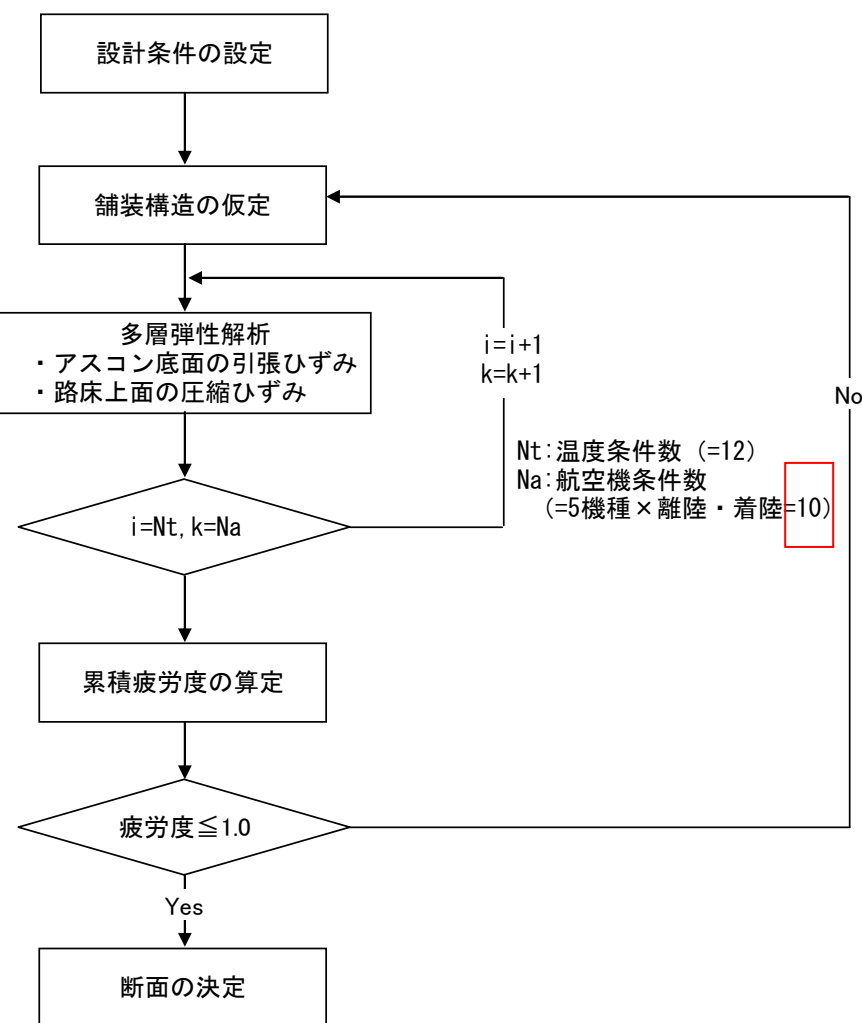 設計条件の設定
舗装構造の仮定
多層弾性解析
・アスコン底面の引張ひずみ
・路床上面の圧縮ひずみ
i=i+1
k=k+1
No
Nt:温度条件数 (=12)
Na:航空機条件数
(=5機種×離陸・着陸=10)
i=Nt,k=Na
累積疲労度の算定
疲労度≦1.0
Yes
断面の決定